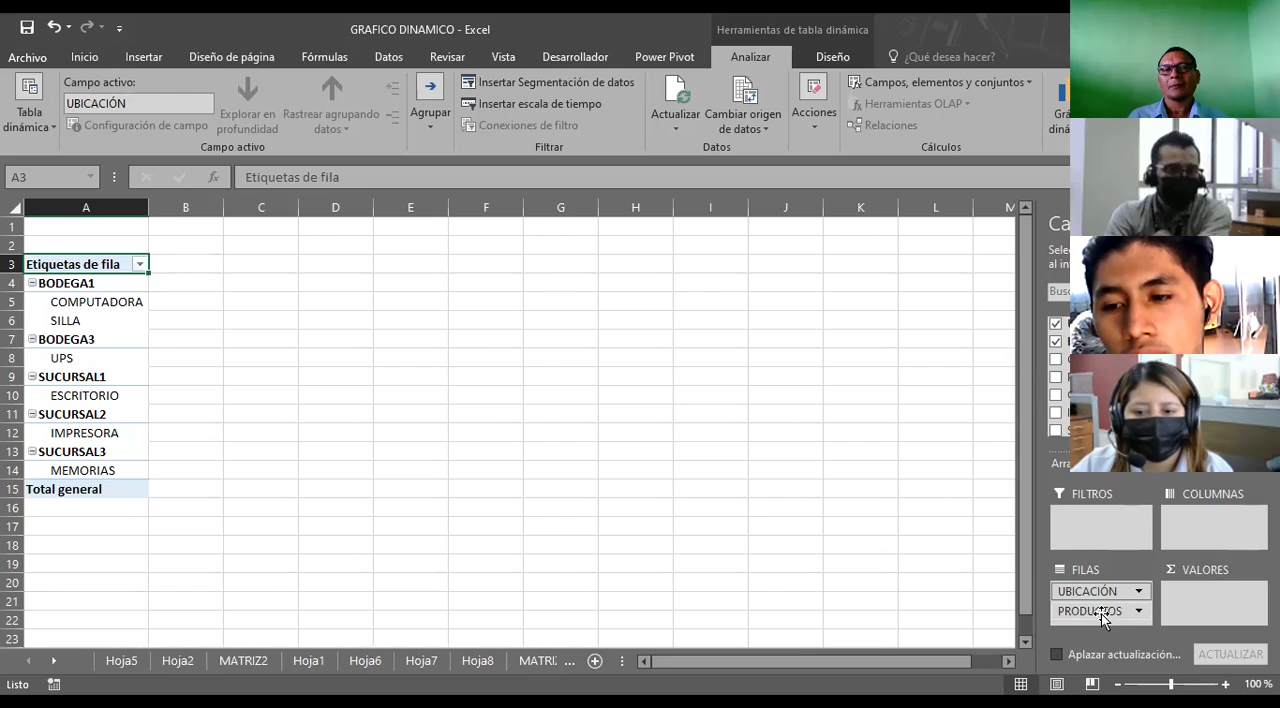 GRAFICO DINAMICO - Excel
Herramientas de tabla dinámica
Archivo Inicio Insertar Diseño de página Fórmulas Datos Revisar Vista Desarrollador Power Pivot Analizar Diseño ¿Qué desea hacer?
Tabla dinámica
Campo activo:
UBICACIÓN
Configuración de campo
Explorar en profundidad
Rastrear agrupando datos
Campo activo
Agrupar
Insertar Segmentación de datos
Insertar escala de tiempo
Conexiones de filtro
Filtrar
Actualizar
Cambiar origen de datos
Datos
Acciones
Campos, elementos y conjuntos
Herramientas OLAP
Relaciones
Cálculos
A3 fx Etiquetas de fila
A B C D E F G H I J K L M
1
2
3 Etiquetas de fila
4 BODEGA1
5 COMPUTADORA
6 SILLA
7 BODEGA3
8 UPS
9 SUCURSAL1
10 ESCRITORIO
11 SUCURSAL2
12 IMPRESORA
13 SUCURSAL3
14 MEMORIAS
15 Total general
16
17
18
19
20
21
22
23
FILTROS COLUMNAS
FILAS Σ VALORES
UBICACIÓN
PRODUCTOS
Aplazar actualización... ACTUALIZAR
Hoja5 Hoja2 MATRIZ2 Hoja1 Hoja6 Hoja7 Hoja8 ...
Listo 100 %